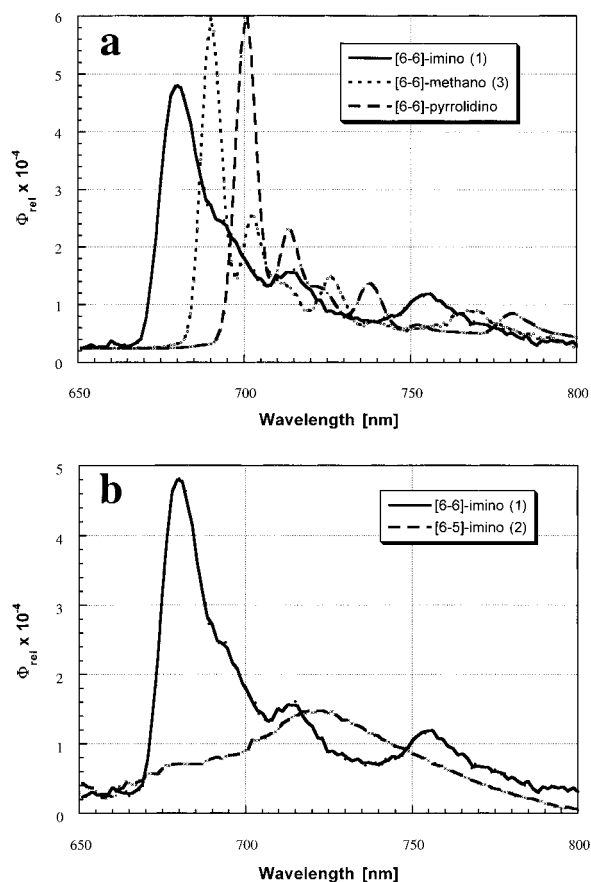 a
6
5
4
3
2
1
0
Φrel x 10-4
[6-6]-imino (1)
[6-6]-methano (3)
[6-6]-pyrrolidino
650
700
750
800
Wavelength [nm]
b
5
4
3
2
1
0
Φrel x 10-4
[6-6]-imino (1)
[6-5]-imino (2)
650
700
750
800
Wavelength [nm]